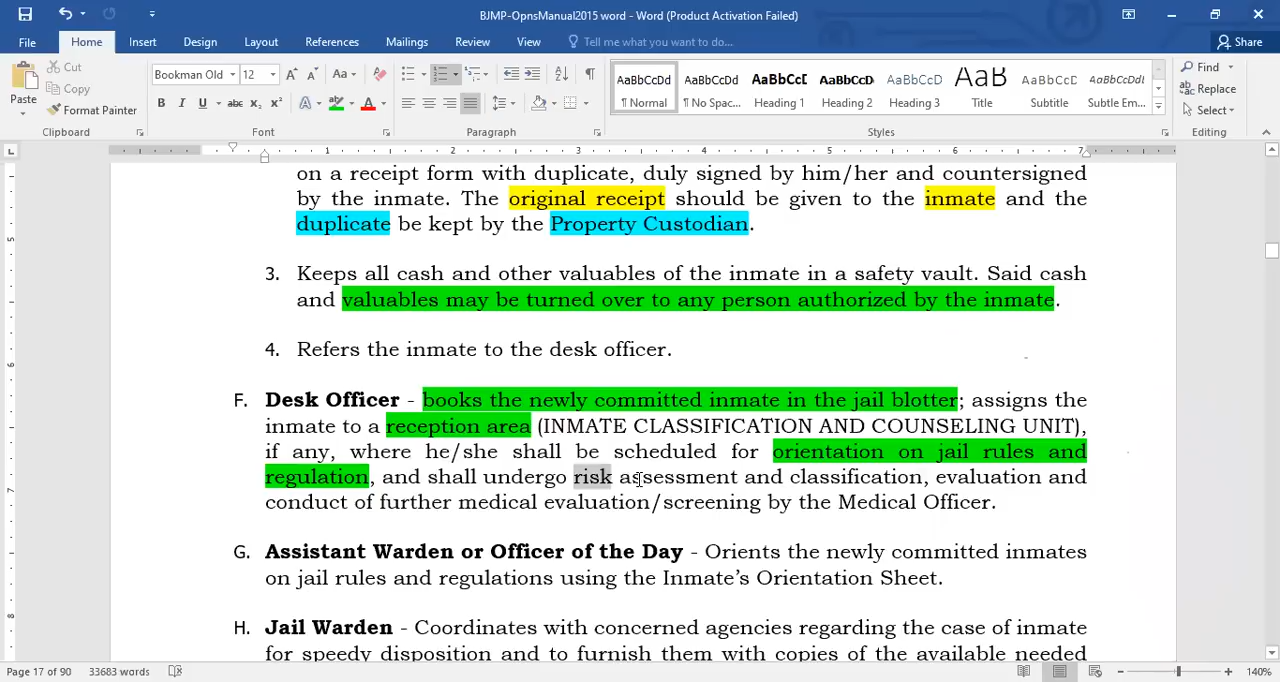 BJMP-OpnsManual2015 word - Word (Product Activation Failed)
File Home Insert Design Layout References Mailings Review View Tell me what you want to do... Share
Paste Cut Copy Format Painter
Bookman Old 12 Aa
AaBbCcDd AaBbCcDd AaBbCcI AaBbCcD AaBbCcD AaB AaBbCcD AaBbCcDd
¶ Normal ¶ No Spac... Heading 1 Heading 2 Heading 3 Title Subtitle Subtle Em...
Find Replace Select
Clipboard Font Paragraph Styles Editing
1 2 3 4 5 6 7
on a receipt form with duplicate, duly signed by him/her and countersigned
by the inmate. The original receipt should be given to the inmate and the
duplicate be kept by the Property Custodian.
3. Keeps all cash and other valuables of the inmate in a safety vault. Said cash
and valuables may be turned over to any person authorized by the inmate.
4. Refers the inmate to the desk officer.
F. Desk Officer - books the newly committed inmate in the jail blotter; assigns the
inmate to a reception area (INMATE CLASSIFICATION AND COUNSELING UNIT),
if any, where he/she shall be scheduled for orientation on jail rules and
regulation, and shall undergo risk assessment and classification, evaluation and
conduct of further medical evaluation/screening by the Medical Officer.
G. Assistant Warden or Officer of the Day - Orients the newly committed inmates
on jail rules and regulations using the Inmate's Orientation Sheet.
H. Jail Warden - Coordinates with concerned agencies regarding the case of inmate
for speedy disposition and to furnish them with copies of the available needed
Page 17 of 90 33683 words 140%